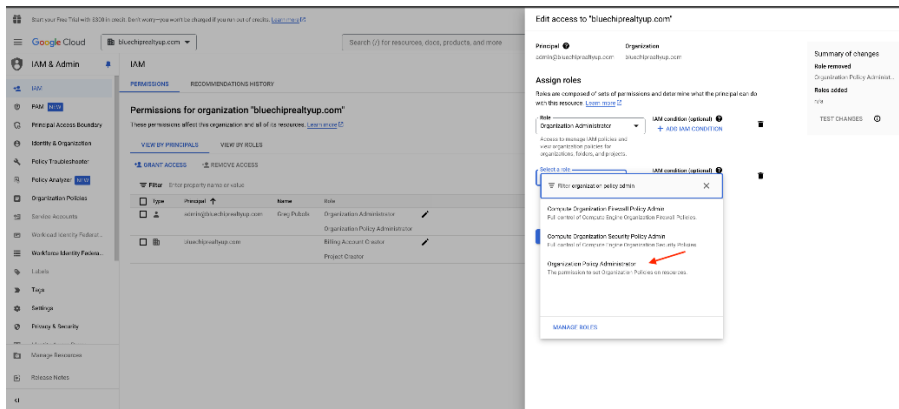 Start your Free Trial with $300 in credit. Don't worry—you won't be charged if you run out of credits. Learn more
Google Cloud
bluechiprealtyup.com
Search (/) for resources, docs, products, and more
IAM & Admin
IAM
PAM NEW
Principal Access Boundary
Identity & Organization
Policy Troubleshooter
Policy Analyzer NEW
Organization Policies
Service Accounts
Workload Identity Federat...
Workforce Identity Federa...
Labels
Tags
Settings
Privacy & Security
Manage Resources
Release Notes
IAM
PERMISSIONS
RECOMMENDATIONS HISTORY
Permissions for organization "bluechiprealtyup.com"
These permissions affect this organization and all of its resources. Learn more
VIEW BY PRINCIPALS
VIEW BY ROLES
GRANT ACCESS
REMOVE ACCESS
Filter Enter property name or value
Type Principal Name Role
admin@bluechiprealtyup.com Greg Organization Administrator
Organization Policy Administrator
bluechiprealtyup.com Billing Account Creator
Project Creator
Edit access to "bluechiprealtyup.com"
Principal Organization
admin@bluechiprealtyup.com bluechiprealtyup.com
Assign roles
Roles are composed of sets of permissions and determine what the principal can do
with this resource. Learn more
Role
Organization Administrator
IAM condition (optional)
+ ADD IAM CONDITION
Access to manage IAM policies and
view organization policies for
organizations, folders, and projects.
Select a role
IAM condition (optional)
Filter organization policy admin
Compute Organization Firewall Policy Admin
Full control of Compute Engine Organization Firewall Policies.
Compute Organization Security Policy Admin
Full control of Compute Engine Organization Security Policies.
Organization Policy Administrator
The permission to set Organization Policies on resources.
MANAGE ROLES
Summary of changes
Role removed
Organization Policy Administ...
Roles added
n/a
TEST CHANGES